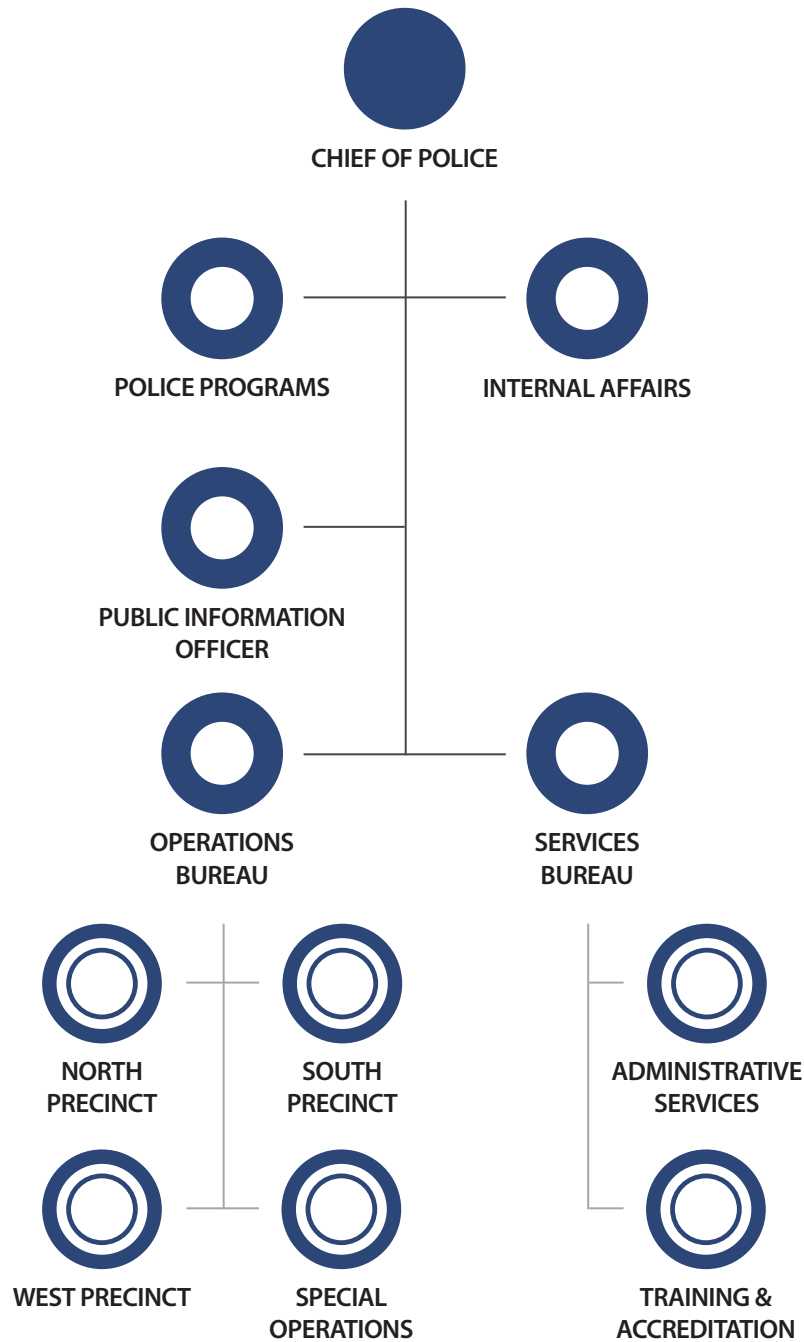 CHIEF OF POLICE
POLICE PROGRAMS
INTERNAL AFFAIRS
PUBLIC INFORMATION
OFFICER
OPERATIONS
BUREAU
SERVICES
BUREAU
NORTH
PRECINCT
SOUTH
PRECINCT
ADMINISTRATIVE
SERVICES
WEST PRECINCT
SPECIAL
OPERATIONS
TRAINING &
ACCREDITATION